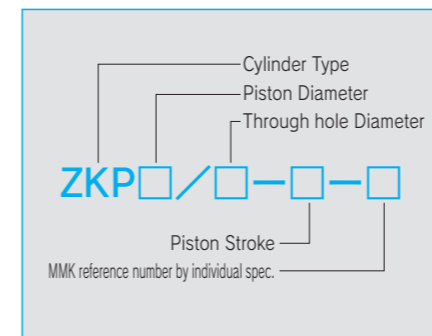 Cylinder Type
Piston Diameter
Through hole Diameter
ZKP□/□−□−□
Piston Stroke
MMK reference number by individual spec.